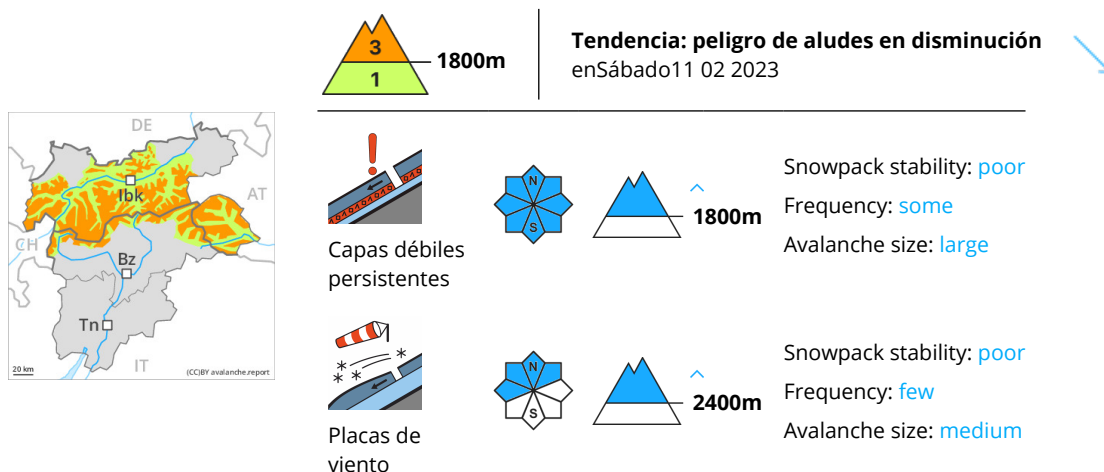 3
1
1800m
Tendencia: peligro de aludes en disminución
enSábado11 02 2023
DE
AT
Ibk
CH
Bz
Tn
IT
20 km
(CC)BY avalanche.report
Capas débiles
persistentes
N
S
1800m
Snowpack stability: poor
Frequency: some
Avalanche size: large
Placas de
viento
N
S
2400m
Snowpack stability: poor
Frequency: few
Avalanche size: medium